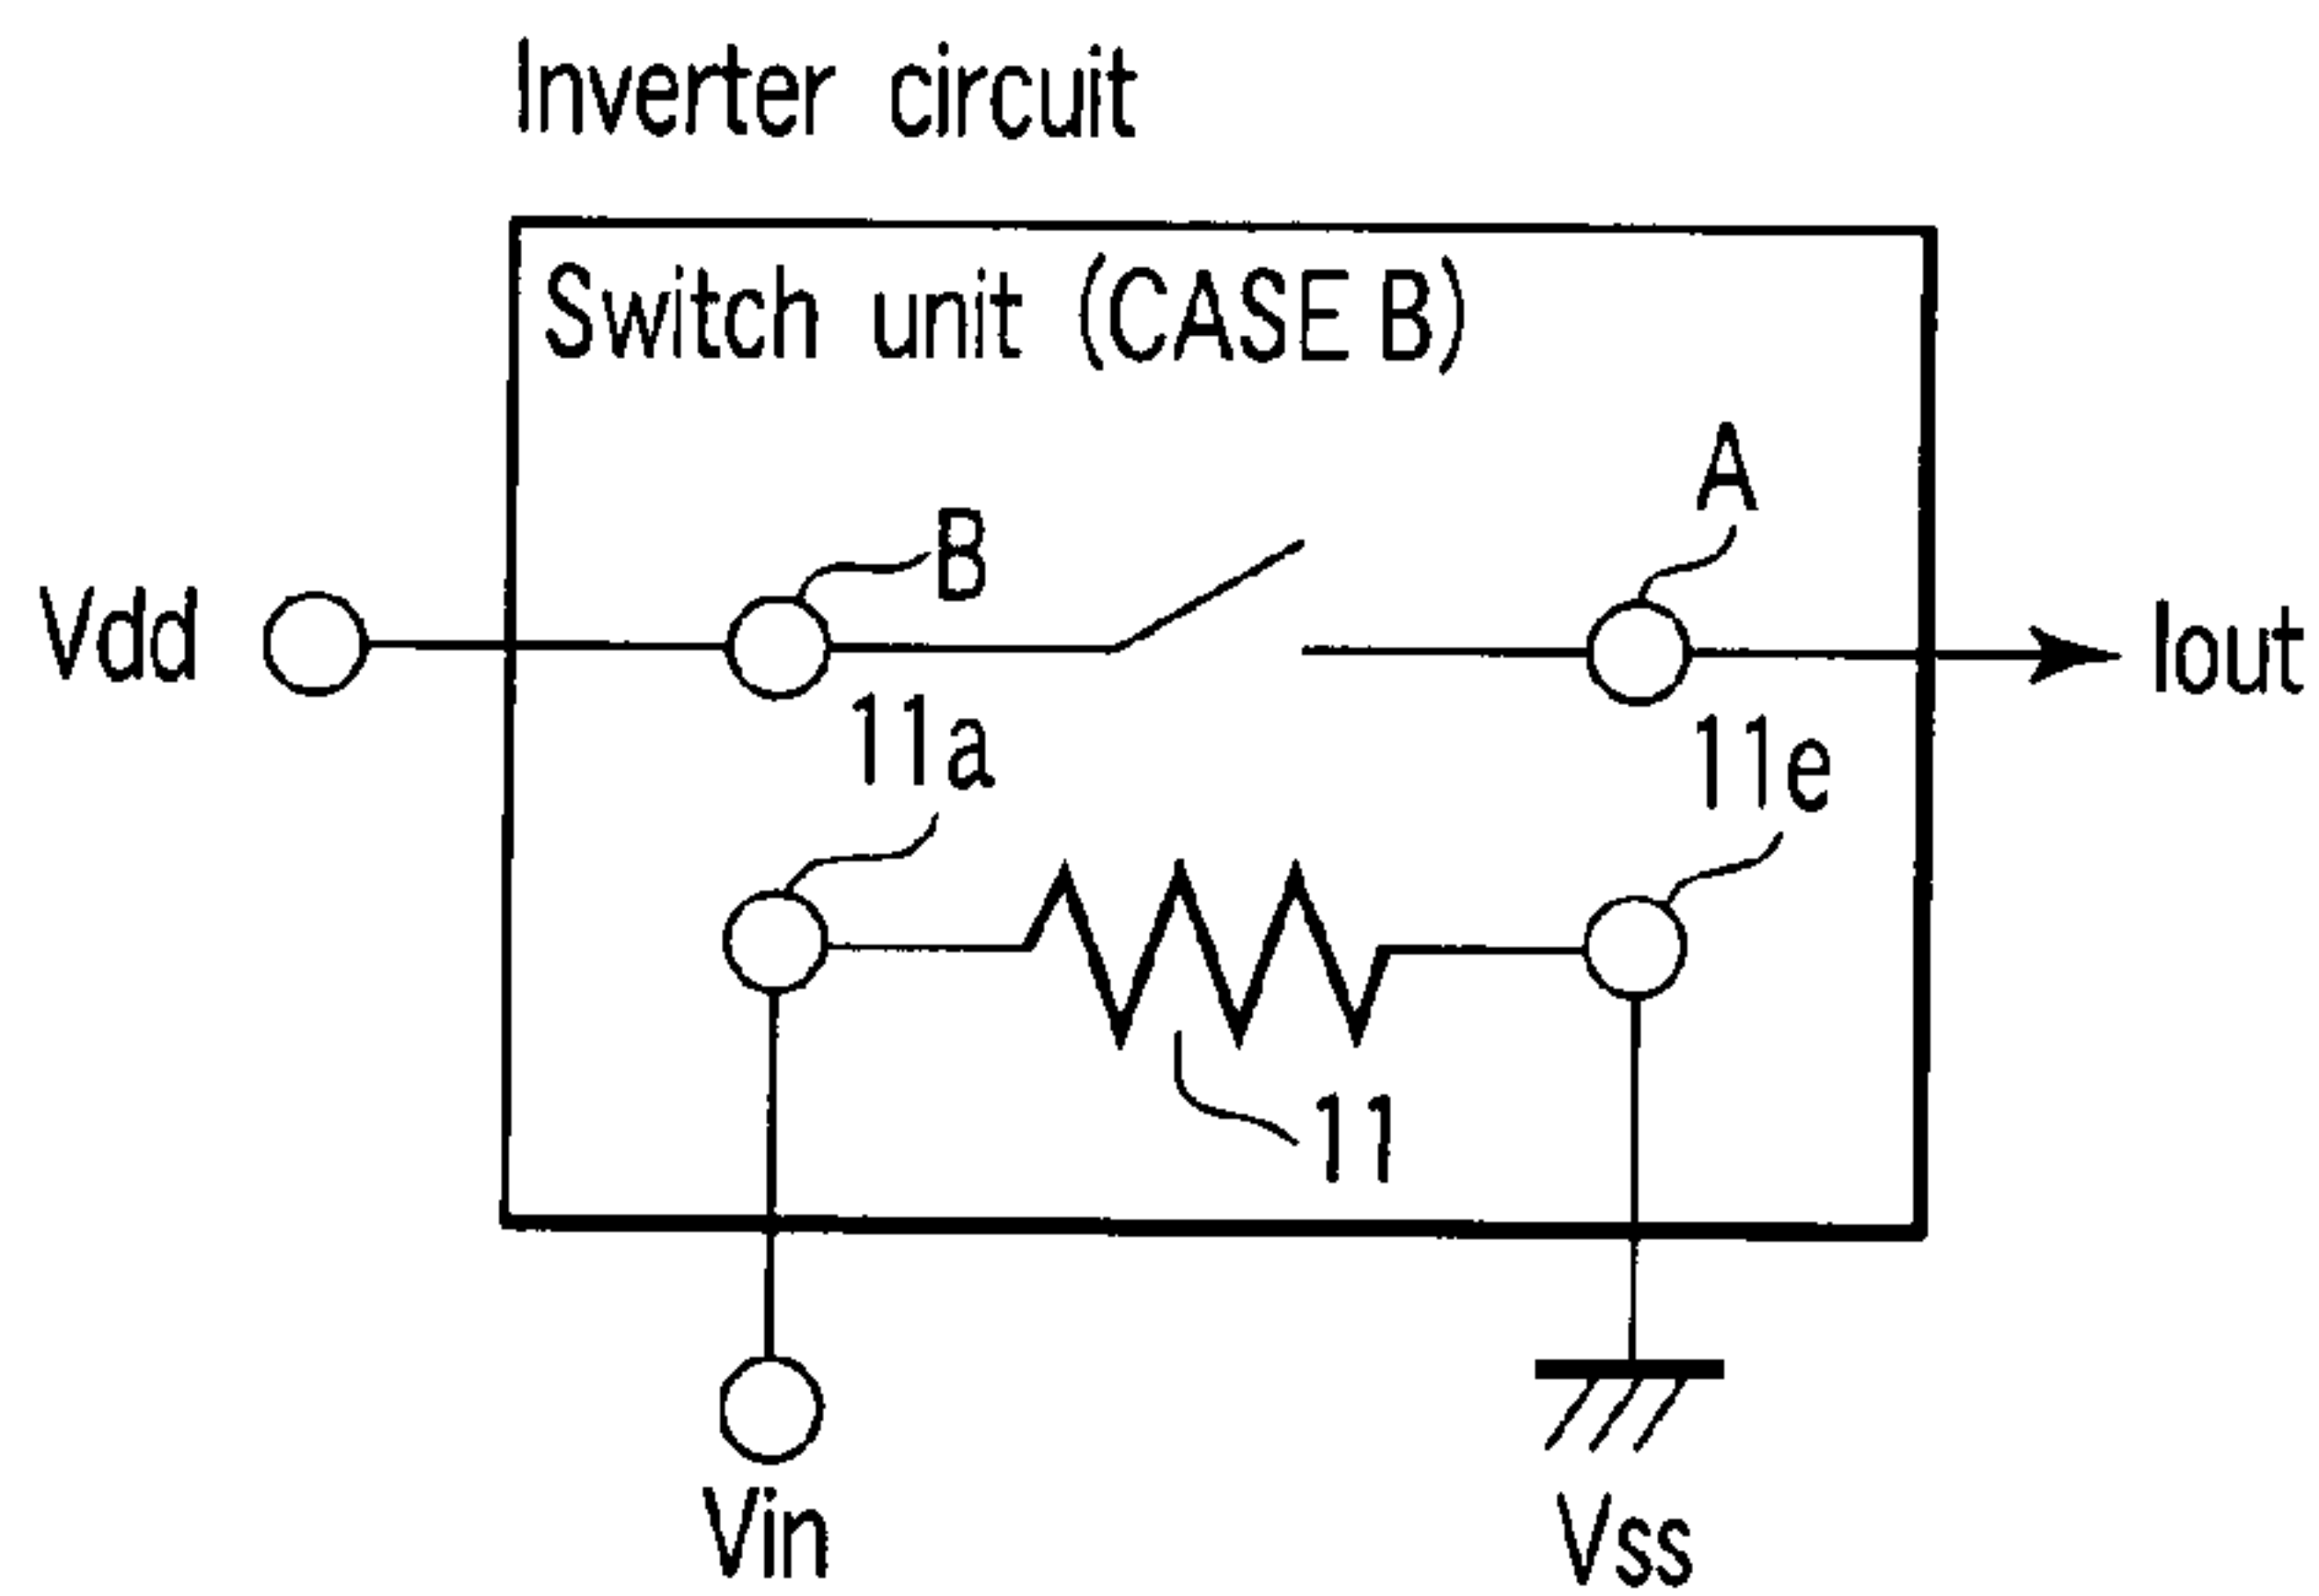 Inverter circuit
Switch unit (CASE B)
A
B
Vdd
Iout
11a
11e
11
Vin
Vss